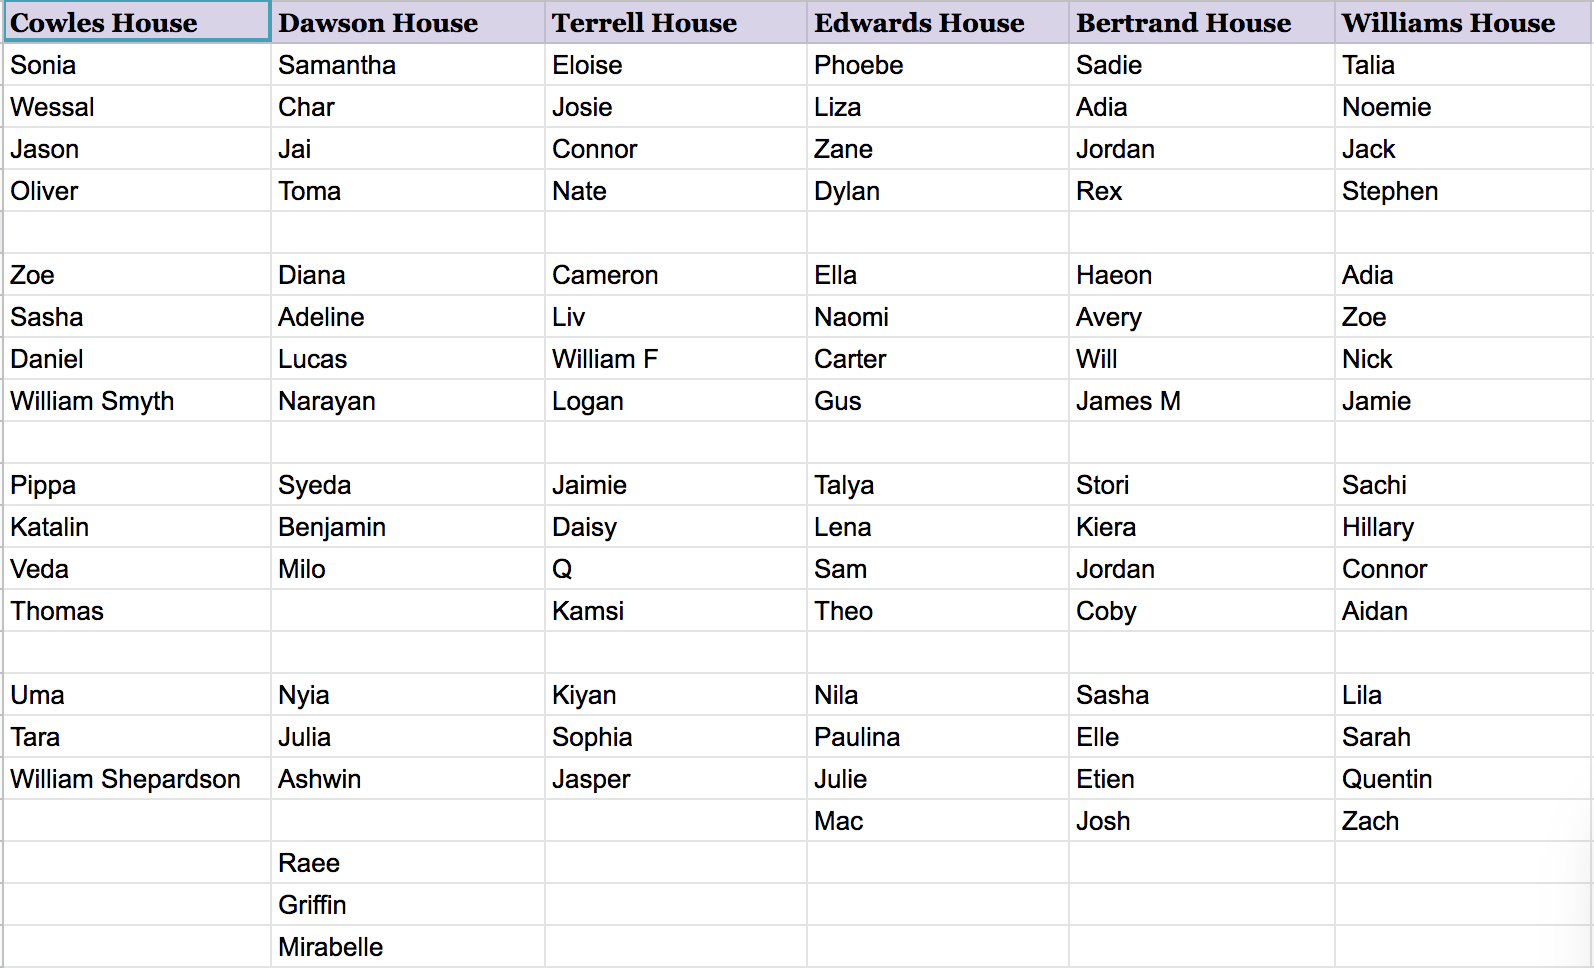 Cowles House Dawson House Terrell House Edwards House Bertrand House Williams House
Sonia Samantha Eloise Phoebe Sadie Talia
Wessal Char Josie Liza Adia Noemie
Jason Jai Connor Zane Jordan Jack
Oliver Toma Nate Dylan Rex Stephen
Zoe Diana Cameron Ella Haeon Adia
Sasha Adeline Liv Naomi Avery Zoe
Daniel Lucas William F Carter Will Nick
William Smyth Narayan Logan Gus James M Jamie
Pippa Syeda Jaimie Talya Stori Sachi
Katalin Benjamin Daisy Lena Kiera Hillary
Veda Milo Q Sam Jordan Connor
Thomas Kamsi Theo Coby Aidan
Uma Nyia Kiyan Nila Sasha Lila
Tara Julia Sophia Paulina Elle Sarah
William Shepardson Ashwin Jasper Julie Etien Quentin
Mac Josh Zach
Raee
Griffin
Mirabelle